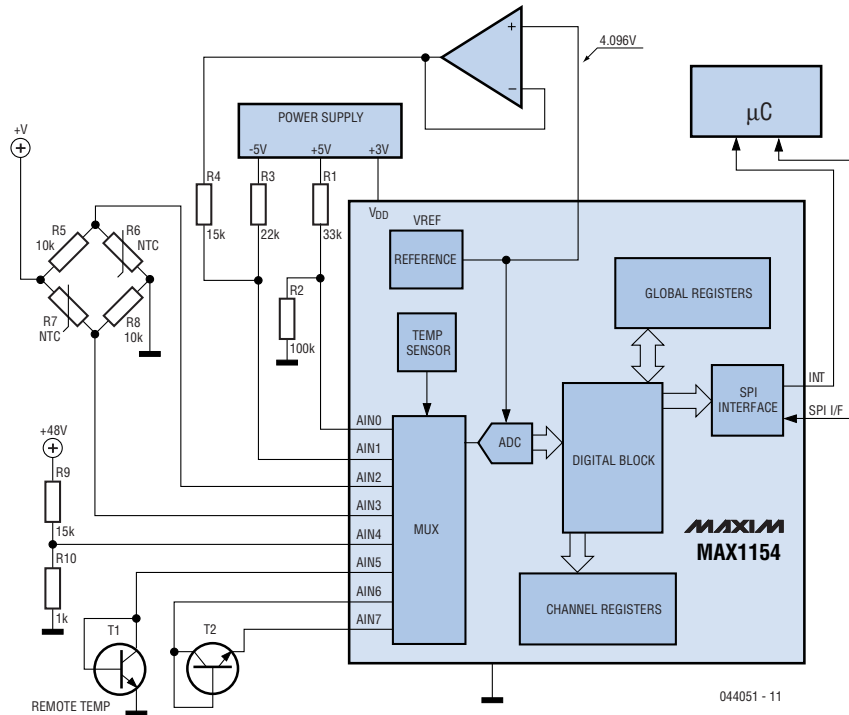 4.096V
μC
+V
POWER SUPPLY
-5V
+5V
+3V
R4
R3
R1
15k
22k
33k
VDD
VREF
R5
10k
R6
NTC
REFERENCE
GLOBAL REGISTERS
R2
R7
NTC
R8
10k
TEMP
SENSOR
100k
SPI
INTERFACE
INT
SPI I/F
+48V
AIN0
AIN1
ADC
DIGITAL BLOCK
R9
AIN2
AIN3
15k
MUX
AIN4
MAXIM
MAX1154
R10
AIN5
AIN6
CHANNEL REGISTERS
1k
AIN7
T1
T2
REMOTE TEMP
044051 - 11
+
−